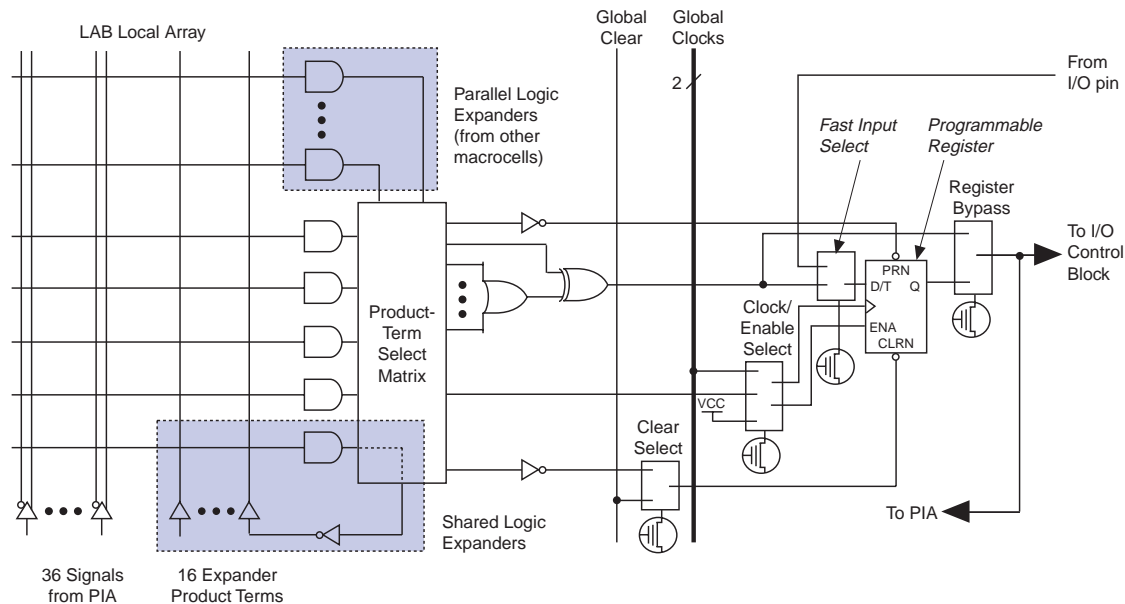 LAB Local Array
Global
Clear
Global
Clocks
2
From
I/O pin
Parallel Logic
Expanders
(from other
macrocells)
Fast Input
Select
Programmable
Register
Register
Bypass
To I/O
Control
Block
PRN
D/T
Q
ENA
CLRN
Product-
Term
Select
Matrix
Clock/
Enable
Select
VCC
Clear
Select
To PIA
Shared Logic
Expanders
36 Signals
from PIA
16 Expander
Product Terms